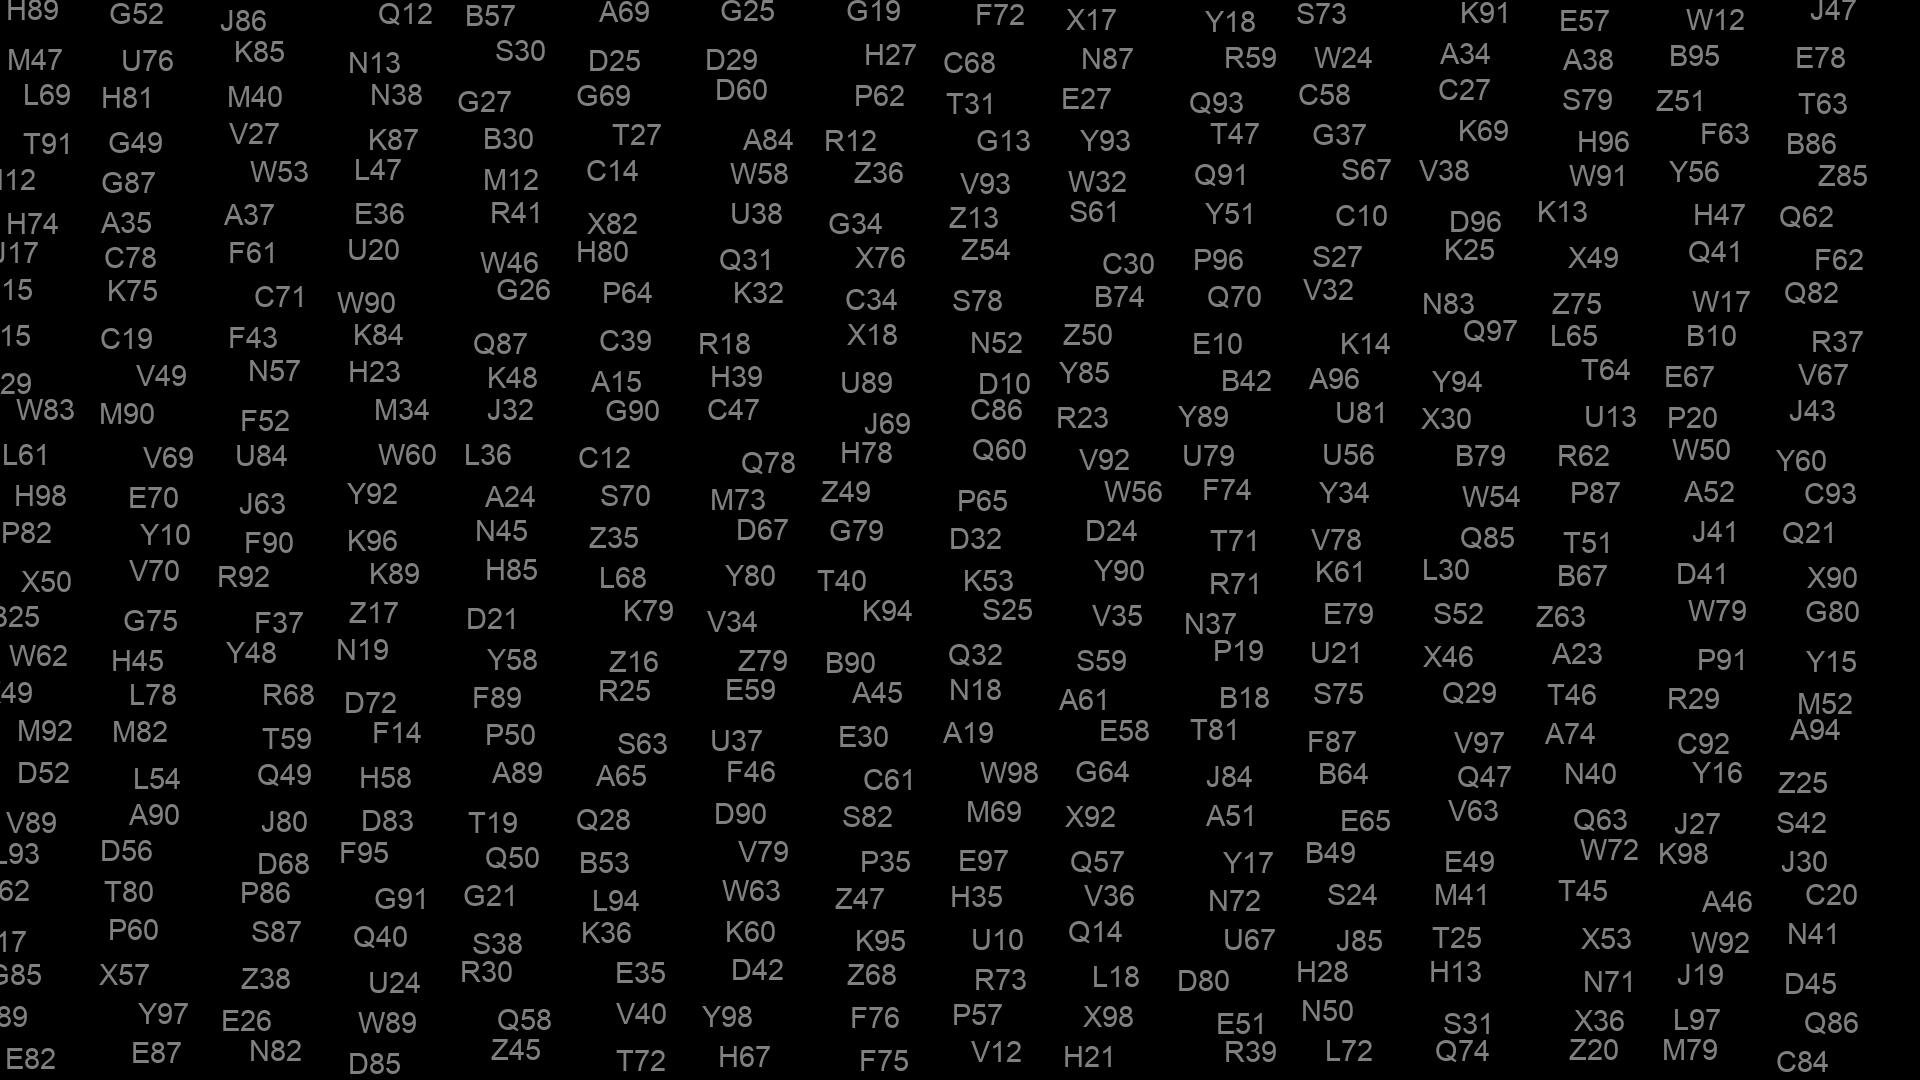 H89 G52 J86 Q12 B57 A69 G25 G19 F72 X17 Y18 S73 K91 E57 W12 J47
M47 U76 K85 N13 S30 D25 D29 H27 C68 N87 R59 W24 A34 A38 B95 E78
L69 H81 M40 N38 G27 G69 D60 P62 T31 E27 Q93 C58 C27 S79 Z51 T63
T91 G49 V27 K87 B30 T27 A84 R12 G13 Y93 T47 G37 K69 H96 F63 B86
G87 W53 L47 M12 C14 W58 Z36 V93 W32 Q91 S67 V38 W91 Y56 Z85
H74 A35 A37 E36 R41 X82 U38 G34 Z13 S61 Y51 C10 D96 K13 H47 Q62
J17 C78 F61 U20 W46 H80 Q31 X76 Z54 C30 P96 S27 K25 X49 Q41 F62
15 K75 C71 W90 G26 P64 K32 C34 S78 B74 Q70 V32 N83 Z75 W17 Q82
15 C19 F43 K84 Q87 C39 R18 X18 N52 Z50 E10 K14 Q97 L65 B10 R37
29 V49 N57 H23 K48 A15 H39 U89 D10 Y85 B42 A96 Y94 T64 E67 V67
W83 M90 F52 M34 J32 G90 C47 J69 C86 R23 Y89 U81 X30 U13 P20 J43
L61 V69 U84 W60 L36 C12 Q78 H78 Q60 V92 U79 U56 B79 R62 W50 Y60
H98 E70 J63 Y92 A24 S70 M73 Z49 P65 W56 F74 Y34 W54 P87 A52 C93
P82 Y10 F90 K96 N45 Z35 D67 G79 D32 D24 T71 V78 Q85 T51 J41 Q21
X50 V70 R92 K89 H85 L68 Y80 T40 K53 Y90 R71 K61 L30 B67 D41 X90
B25 G75 F37 Z17 D21 K79 V34 K94 S25 V35 N37 E79 S52 Z63 W79 G80
W62 H45 Y48 N19 Y58 Z16 Z79 B90 Q32 S59 P19 U21 X46 A23 P91 Y15
49 L78 R68 D72 F89 R25 E59 A45 N18 A61 B18 S75 Q29 T46 R29 M52
M92 M82 T59 F14 P50 S63 U37 E30 A19 E58 T81 F87 V97 A74 C92 A94
D52 L54 Q49 H58 A89 A65 F46 C61 W98 G64 J84 B64 Q47 N40 Y16 Z25
V89 A90 J80 D83 T19 Q28 D90 S82 M69 X92 A51 E65 V63 Q63 J27 S42
L93 D56 D68 F95 Q50 B53 V79 P35 E97 Q57 Y17 B49 E49 W72 K98 J30
62 T80 P86 G91 G21 L94 W63 Z47 H35 V36 N72 S24 M41 T45 A46 C20
17 P60 S87 Q40 S38 K36 K60 K95 U10 Q14 U67 J85 T25 X53 W92 N41
G85 X57 Z38 U24 R30 E35 D42 Z68 R73 L18 D80 H28 H13 N71 J19 D45
89 Y97 E26 W89 Q58 V40 Y98 F76 P57 X98 E51 N50 S31 X36 L97 Q86
E82 E87 N82 D85 Z45 T72 H67 F75 V12 H21 R39 L72 Q74 Z20 M79 C84